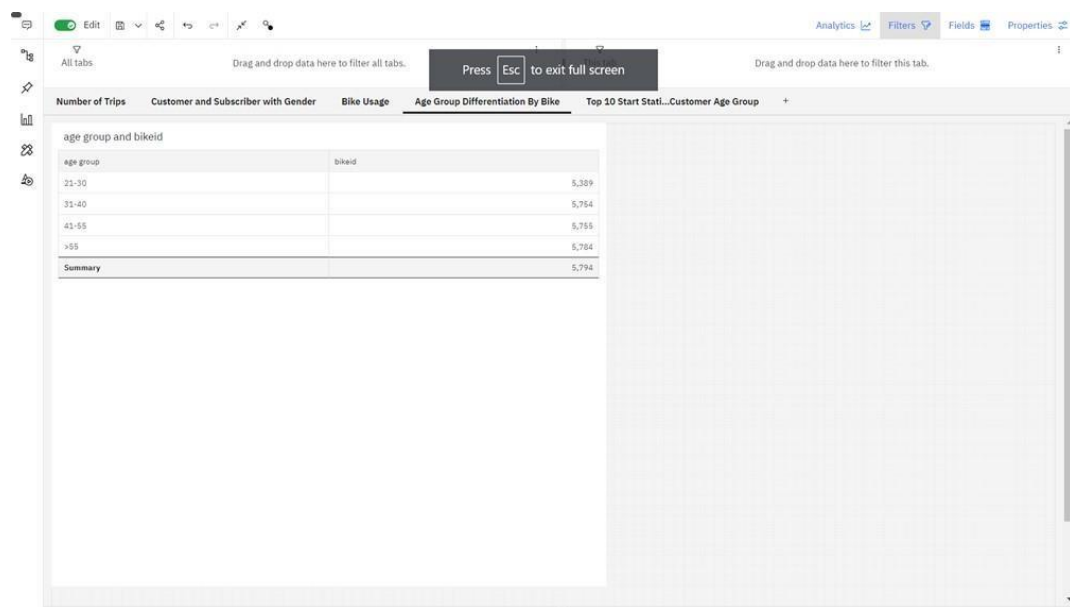 Edit
Analytics Filters Fields Properties
All tabs Drag and drop data here to filter all tabs.
Drag and drop data here to filter this tab.
Press Esc to exit full screen
Number of Trips Customer and Subscriber with Gender Bike Usage Age Group Differentiation By Bike Top 10 Start Stati...Customer Age Group +
age group and bikeid
age group bikeid
21-30 5,389
31-40 5,754
41-55 5,755
>55 5,784
Summary 5,794